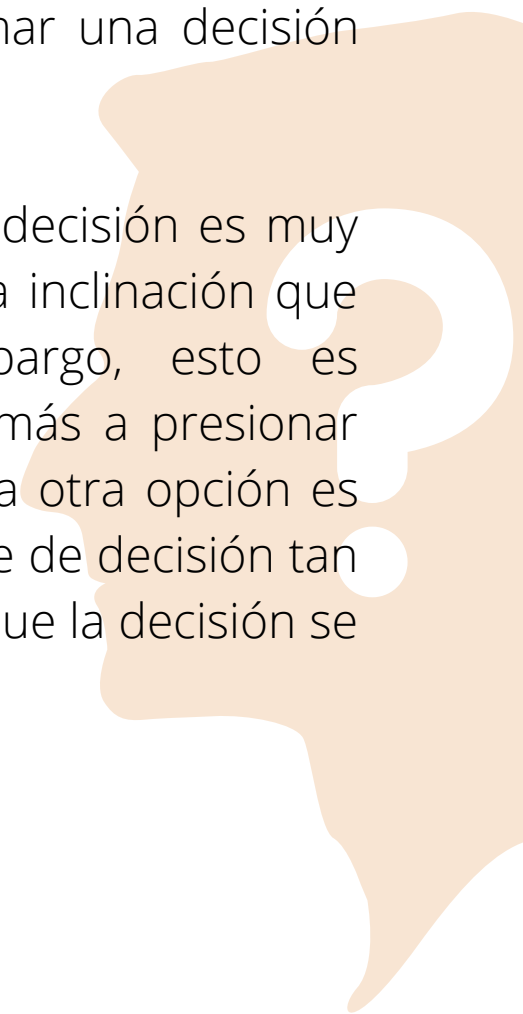 nar una decisión
decisión es muy
a inclinación que
bargo, esto es
más a presionar
a otra opción es
e de decisión tan
ue la decisión se